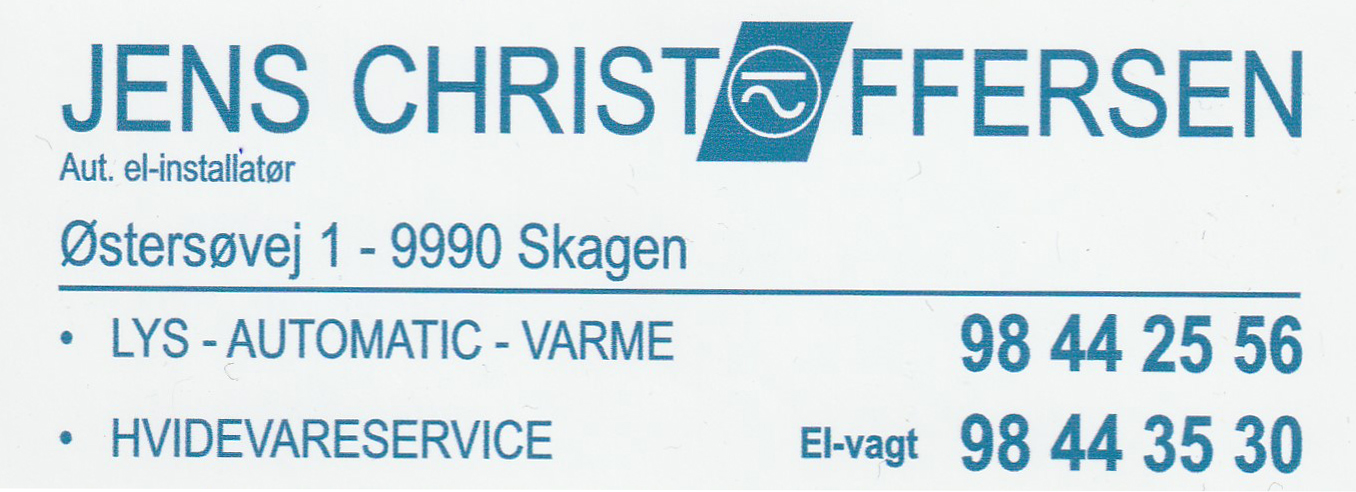 JENS CHRISTOFFERSEN
Aut. el-installatør
Østersøvej 1 - 9990 Skagen
• LYS - AUTOMATIC - VARME 98 44 25 56
• HVIDEVARESERVICE El-vagt 98 44 35 30